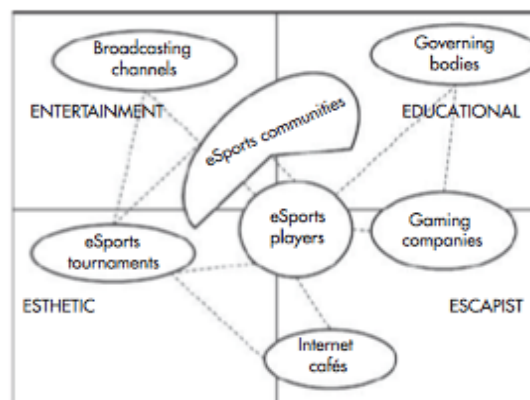 Broadcasting
channels
Governing
bodies
ENTERTAINMENT
eSports communities
EDUCATIONAL
eSports
players
Gaming
companies
eSports
tournaments
ESTHETIC
ESCAPIST
Internet
cafés